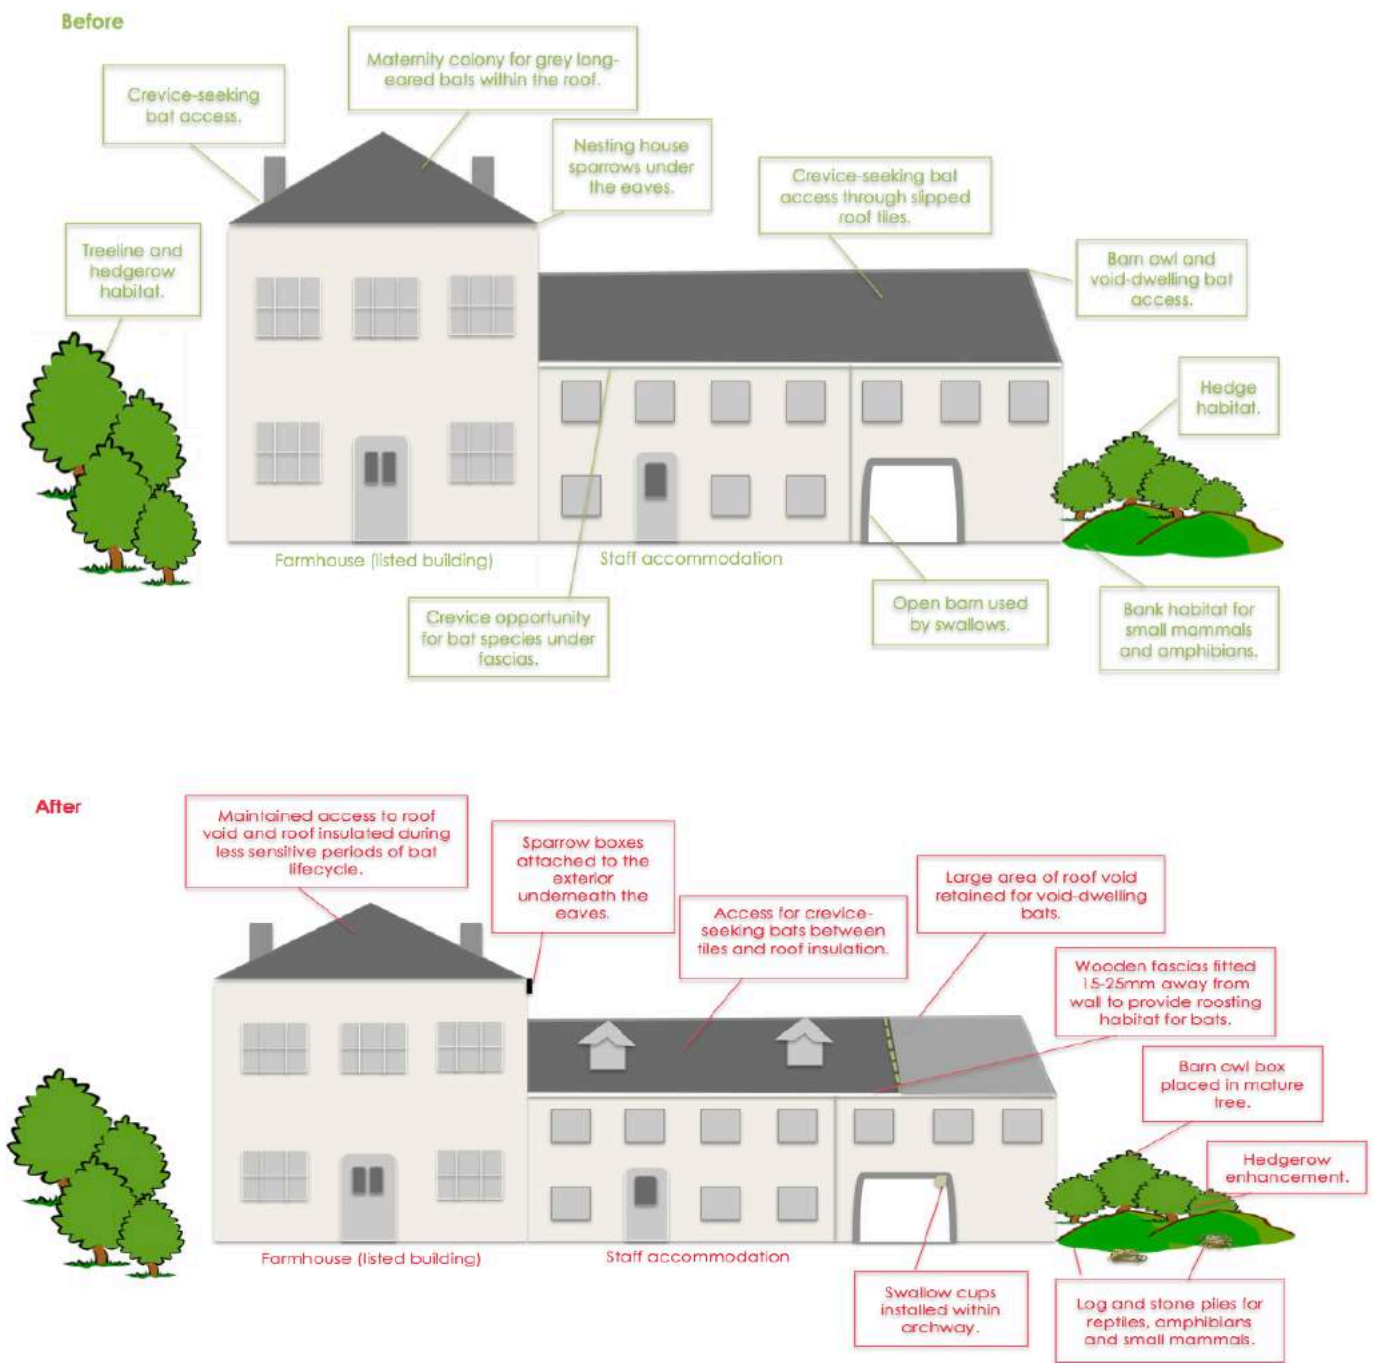 Before
Maternity colony for grey long-
eared bats within the roof.
Crevice-seeking
bat access.
Nesting house
sparrows under
the eaves.
Crevice-seeking bat
access through slipped
roof tiles.
Treeline and
hedgerow
habitat.
Barn owl and
void-dwelling bat
access.
Hedge
habitat.
Farmhouse (listed building)
Staff accommodation
Crevice opportunity
for bat species under
fascias.
Open barn used
by swallows.
Bank habitat for
small mammals
and amphibians.
After
Maintained access to roof
void and roof insulated during
less sensitive periods of bat
lifecycle.
Sparrow boxes
attached to the
exterior
underneath the
eaves.
Access for crevice-
seeking bats between
tiles and roof insulation.
Large area of roof void
retained for void-dwelling
bats.
Wooden fascias fitted
15-25mm away from
wall to provide roosting
habitat for bats.
Barn owl box
placed in mature
tree.
Hedgerow
enhancement.
Farmhouse (listed building)
Staff accommodation
Swallow cups
installed within
archway.
Log and stone piles for
reptiles, amphibians
and small mammals.